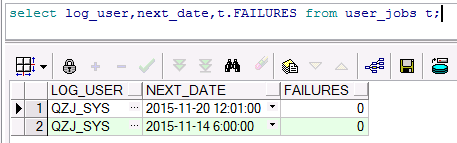 select log_user,next_date,t.FAILURES from user_jobs t;
LOG_USER NEXT_DATE FAILURES
1 QZJ_SYS ... 2015-11-20 12:01:00 0
2 QZJ_SYS ... 2015-11-14 6:00:00 0